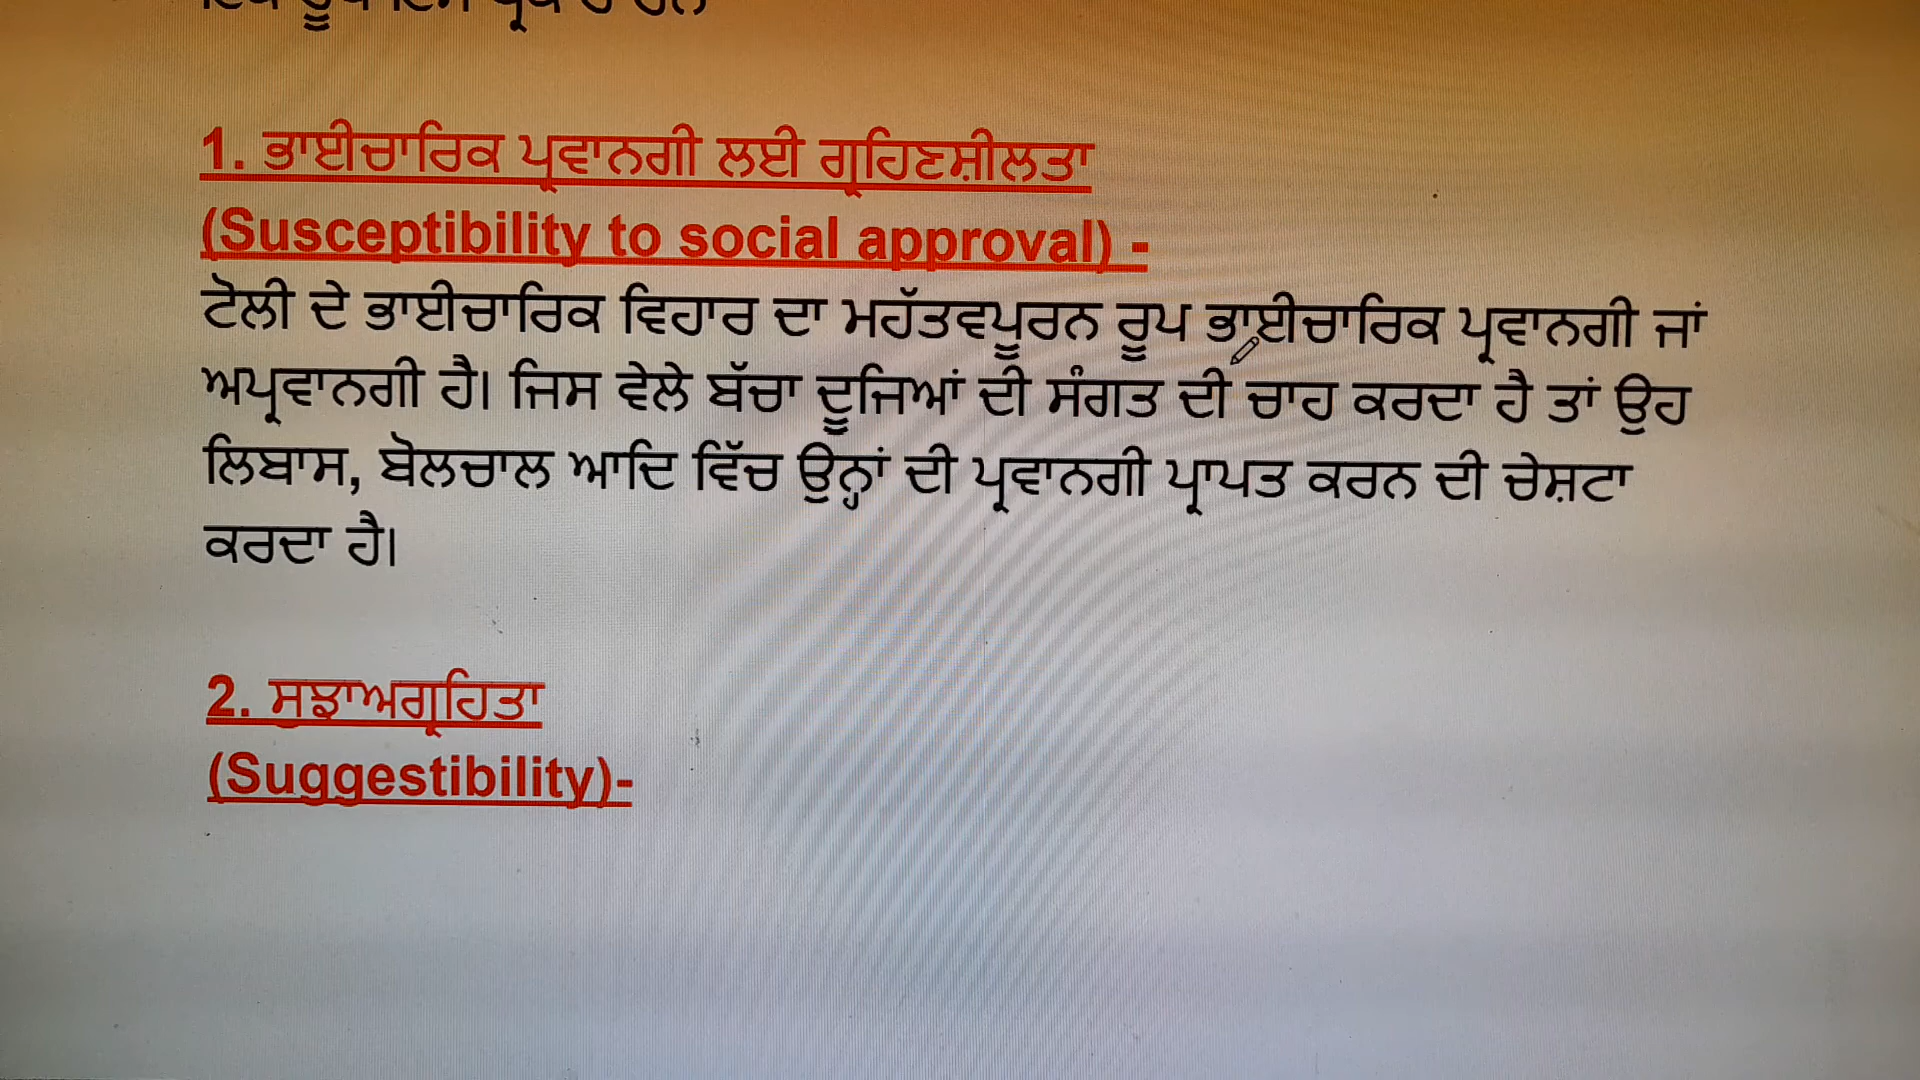 1. ਭਾਈਚਾਰਿਕ ਪ੍ਰਵਾਨਗੀ ਲਈ ਗ੍ਰਹਿਣਸ਼ੀਲਤਾ
(Susceptibility to social approval) -
ਟੋਲੀ ਦੇ ਭਾਈਚਾਰਿਕ ਵਿਹਾਰ ਦਾ ਮਹੱਤਵਪੂਰਨ ਰੂਪ ਭਾਈਚਾਰਿਕ ਪ੍ਰਵਾਨਗੀ ਜਾਂ
ਅਪ੍ਰਵਾਨਗੀ ਹੈ। ਜਿਸ ਵੇਲੇ ਬੱਚਾ ਦੂਜਿਆਂ ਦੀ ਸੰਗਤ ਦੀ ਚਾਹ ਕਰਦਾ ਹੈ ਤਾਂ ਉਹ
ਲਿਬਾਸ, ਬੋਲਚਾਲ ਆਦਿ ਵਿੱਚ ਉਨ੍ਹਾਂ ਦੀ ਪ੍ਰਵਾਨਗੀ ਪ੍ਰਾਪਤ ਕਰਨ ਦੀ ਚੇਸ਼ਟਾ
ਕਰਦਾ ਹੈ।
2. ਸੁਝਾਅਗ੍ਰਹਿਤਾ
(Suggestibility)-